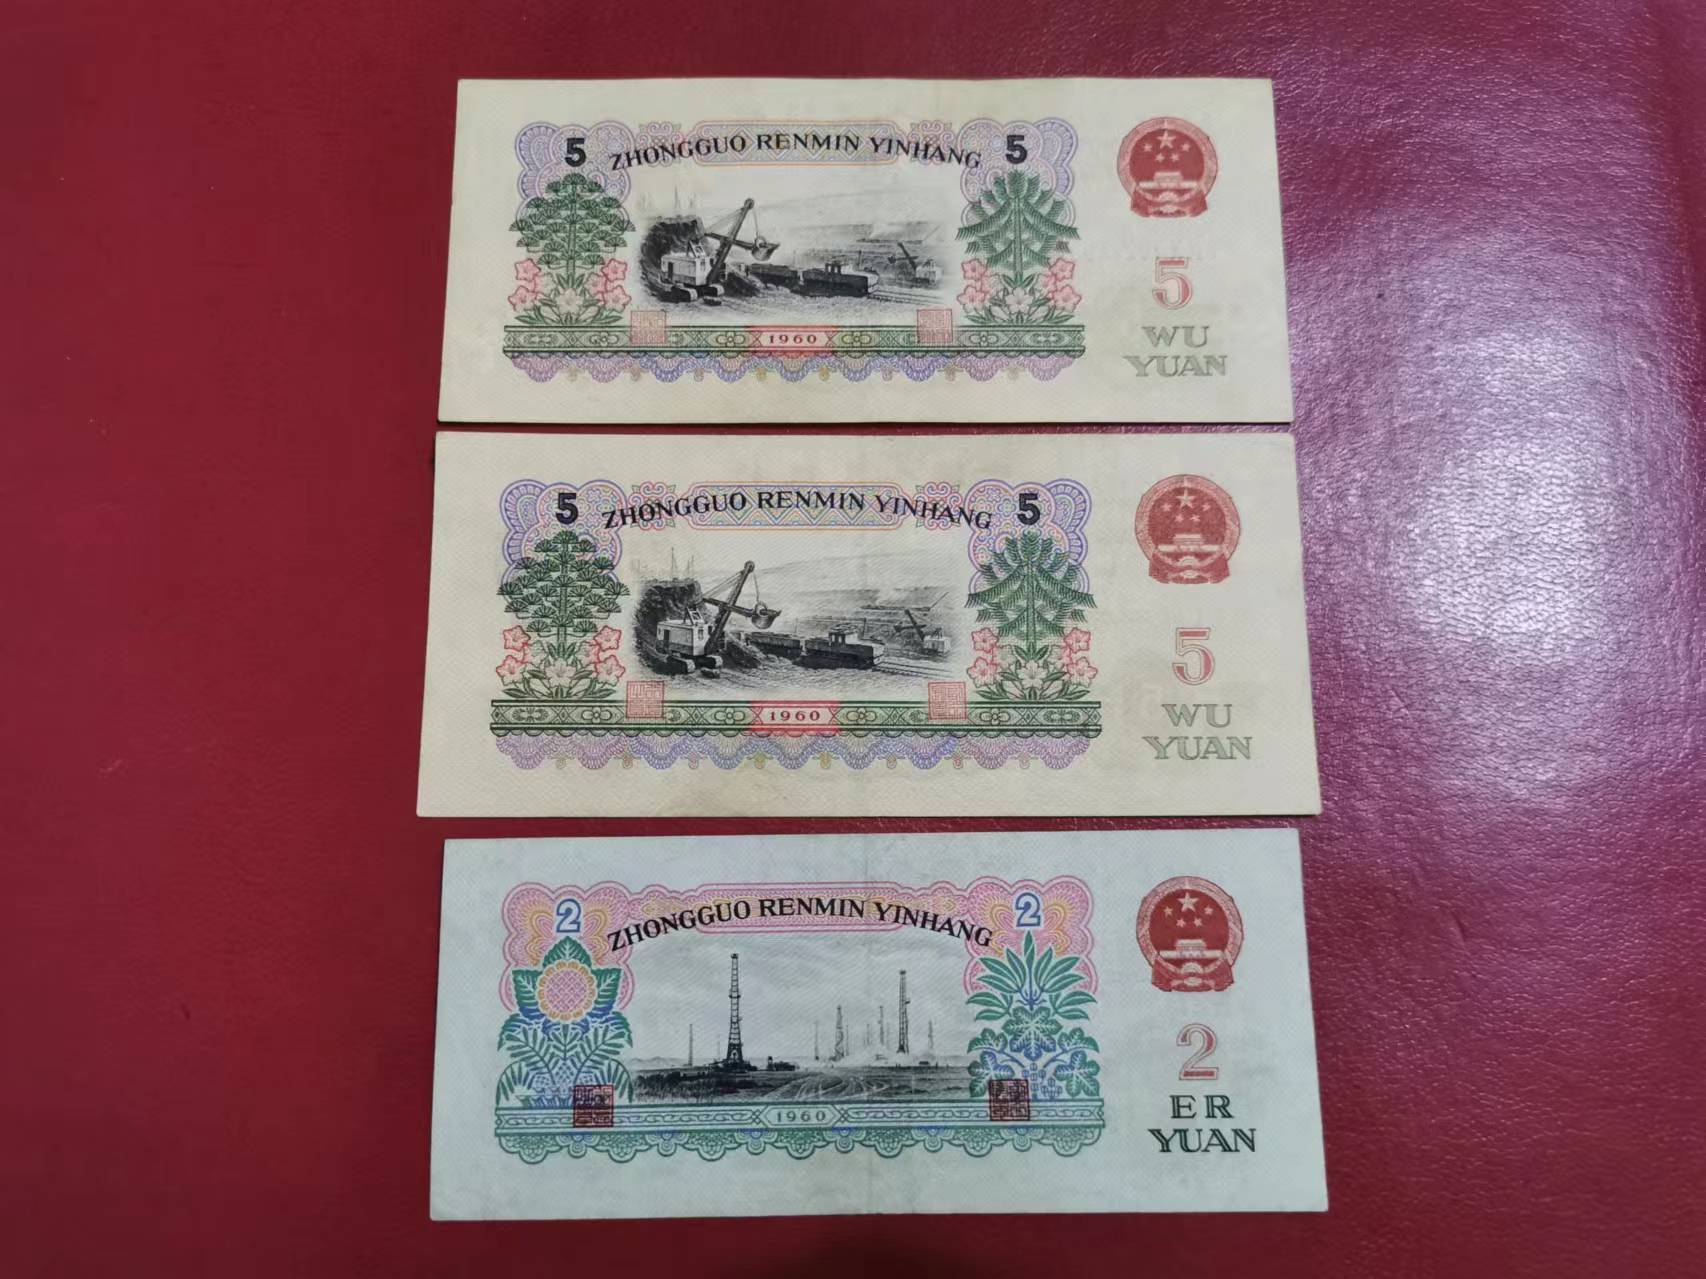 5 ZHONGGUO RENMIN YINHANG 5
5
1960
WU
YUAN
5 ZHONGGUO RENMIN YINHANG 5
5
1960
WU
YUAN
2 ZHONGGUO RENMIN YINHANG 2
2
1960
ER
YUAN